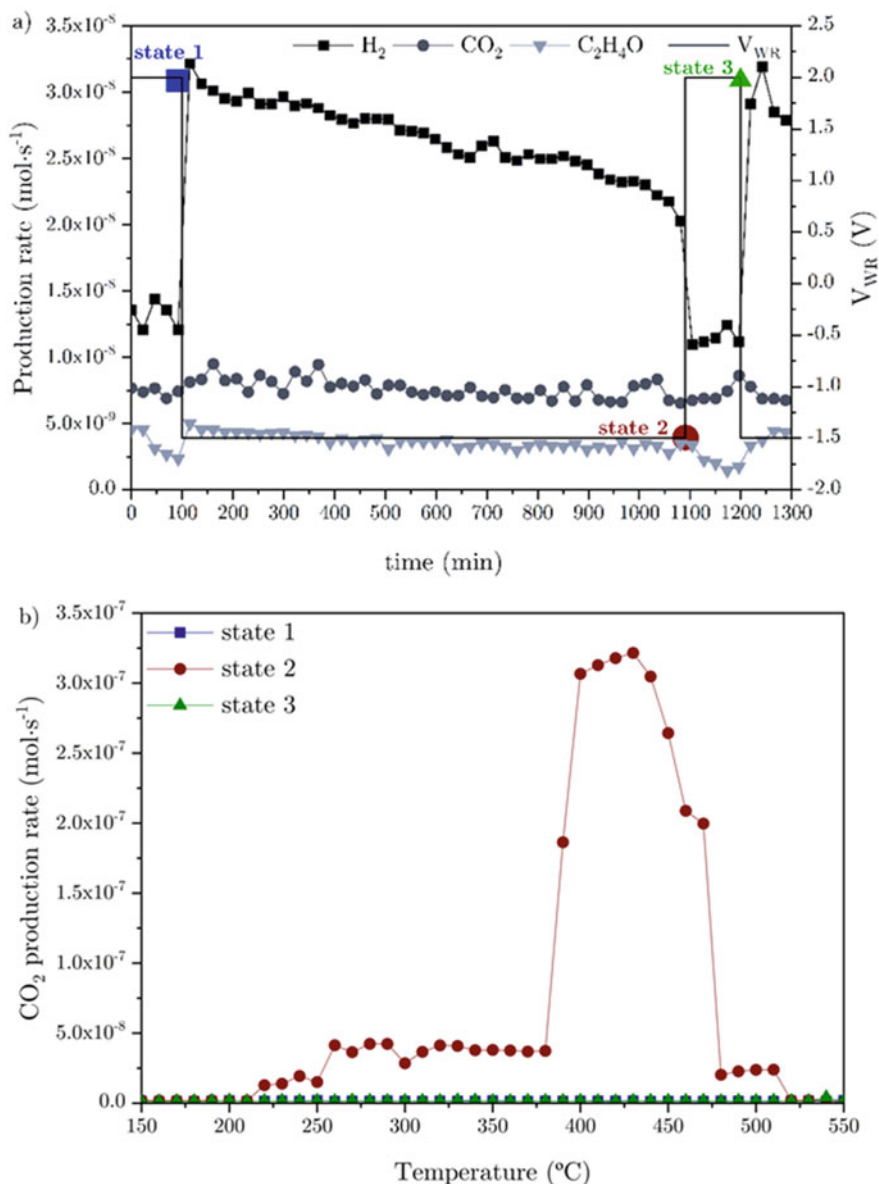 a)
H₂ CO₂ C₂H₄O V_WR
state 1
state 3
state 2
Production rate (mol·s⁻¹)
3.5x10⁻⁸
3.0x10⁻⁸
2.5x10⁻⁸
2.0x10⁻⁸
1.5x10⁻⁸
1.0x10⁻⁸
5.0x10⁻⁹
0.0
2.5
2.0
1.5
1.0
0.5
0.0
-0.5
-1.0
-1.5
-2.0
V_WR (V)
0 100 200 300 400 500 600 700 800 900 1000 1100 1200 1300
time (min)
b)
state 1
state 2
state 3
CO₂ production rate (mol·s⁻¹)
3.5x10⁻⁷
3.0x10⁻⁷
2.5x10⁻⁷
2.0x10⁻⁷
1.5x10⁻⁷
1.0x10⁻⁷
5.0x10⁻⁸
0.0
150 200 250 300 350 400 450 500 550
Temperature (ºC)